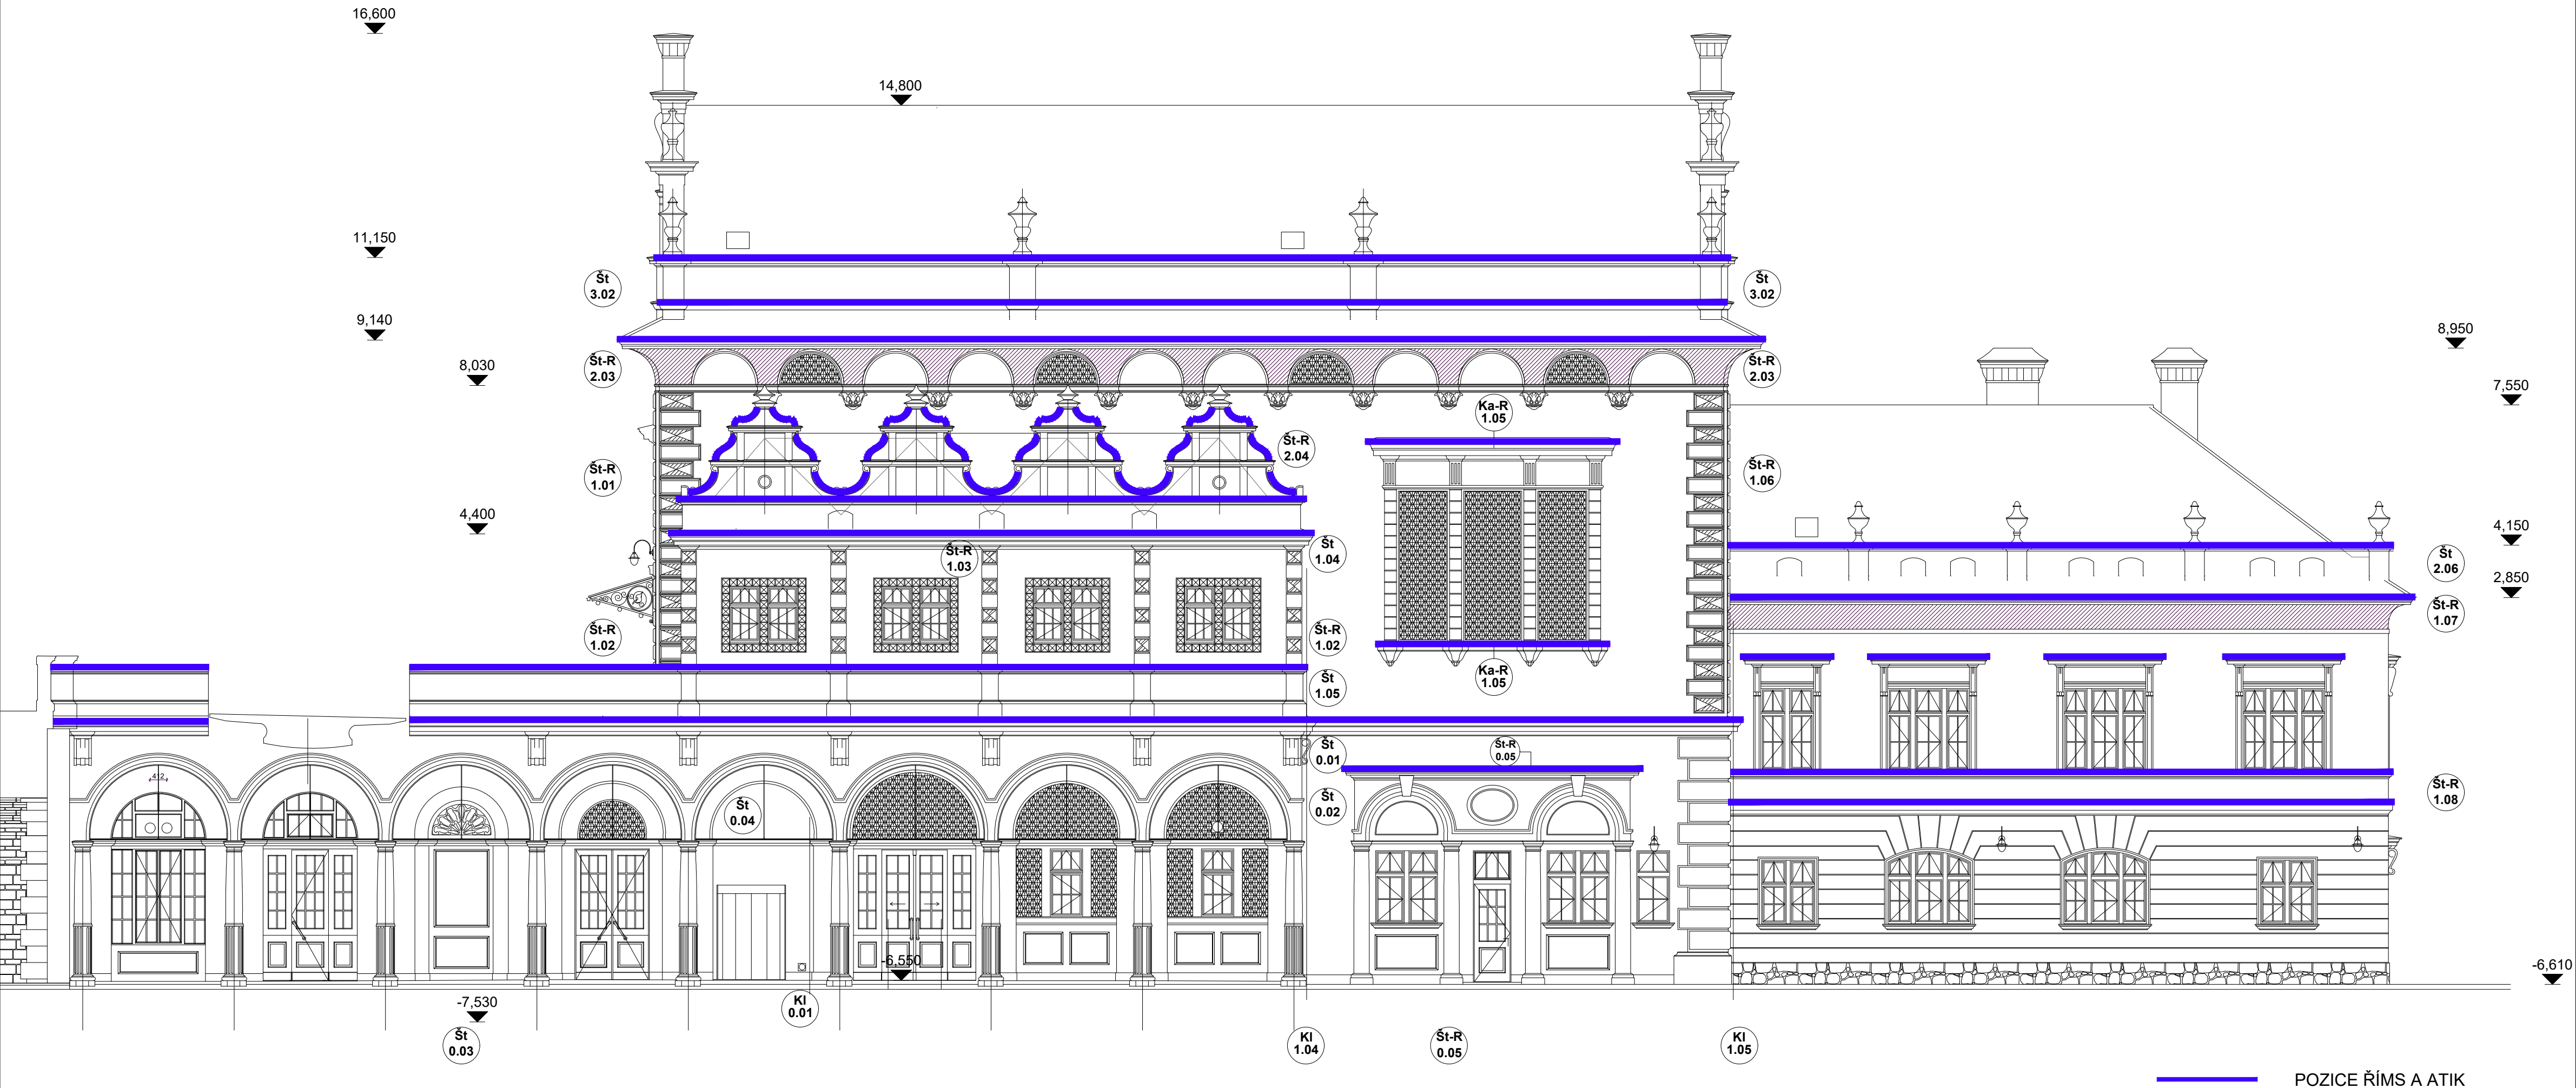 16,600
14,800
11,150
Št
3.02
Št
3.02
9,140
8,950
Št-R
2.03
Št-R
2.03
8,030
7,550
Ka-R
1.05
Št-R
2.04
Št-R
1.01
Št-R
1.06
4,400
4,150
Št-R
1.03
Št
1.04
Št
2.06
2,850
Št-R
1.07
Št-R
1.02
Št-R
1.02
Ka-R
1.05
Št
1.05
Št
0.01
Št-R
0.05
412
Št-R
1.08
Št
0.04
Št
0.02
-6,550
-6,610
-7,530
Kl
0.01
Št
0.03
Kl
1.04
Št-R
0.05
Kl
1.05
POZICE ŘÍMS A ATIK